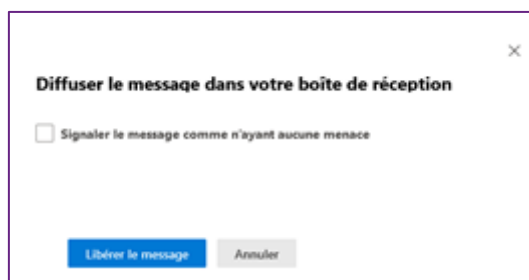 Diffuser le message dans votre boîte de réception
Signaler le message comme n'ayant aucune menace
Libérer le message Annuler